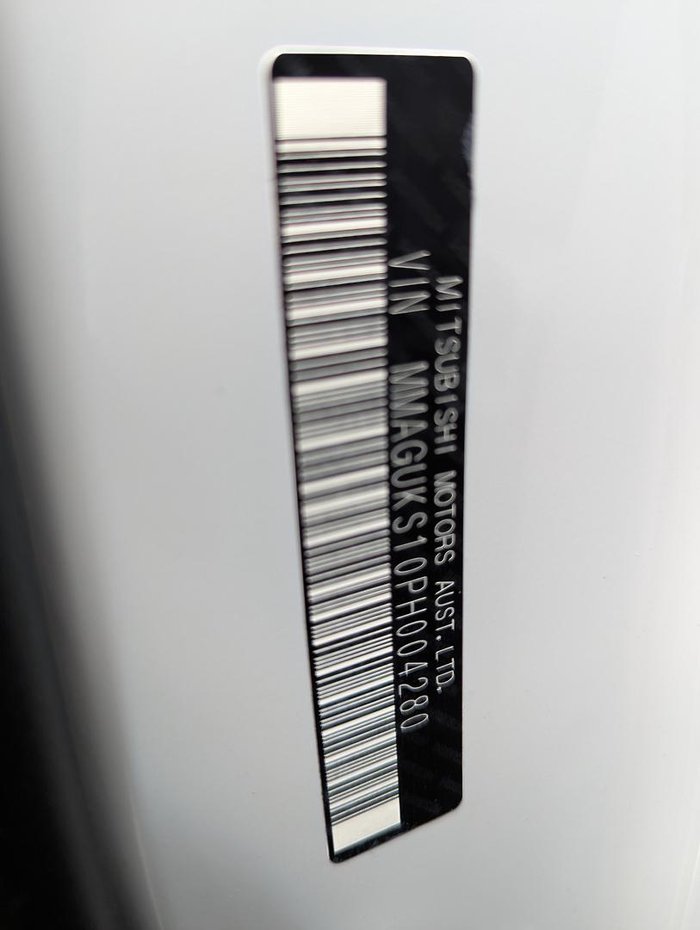 MITSUBISHI MOTORS AUST. LTD.
VIN MMAGUKS10PH004280